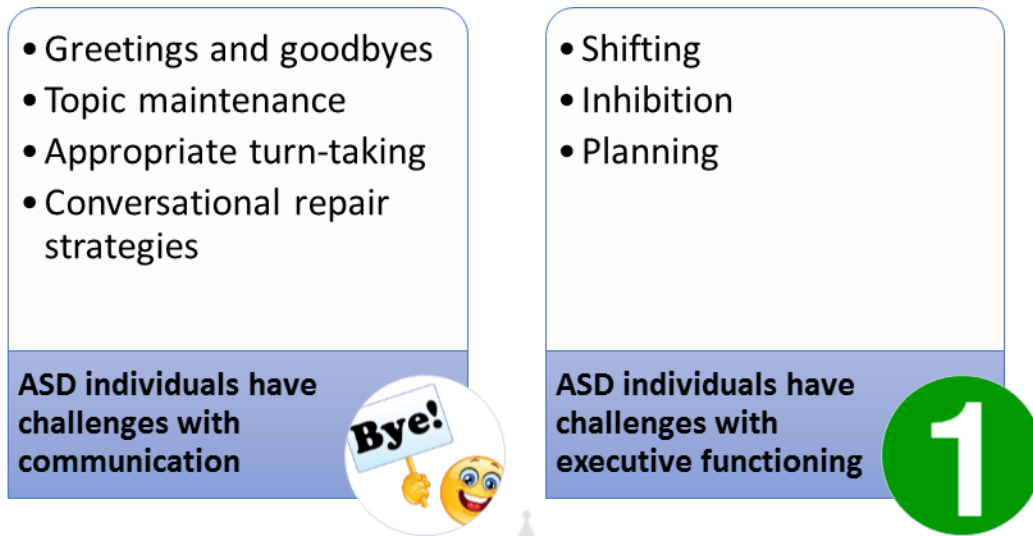 • Greetings and goodbyes
• Topic maintenance
• Appropriate turn-taking
• Conversational repair
strategies
ASD individuals have
challenges with
communication
Bye!
• Shifting
• Inhibition
• Planning
ASD individuals have
challenges with
executive functioning
1